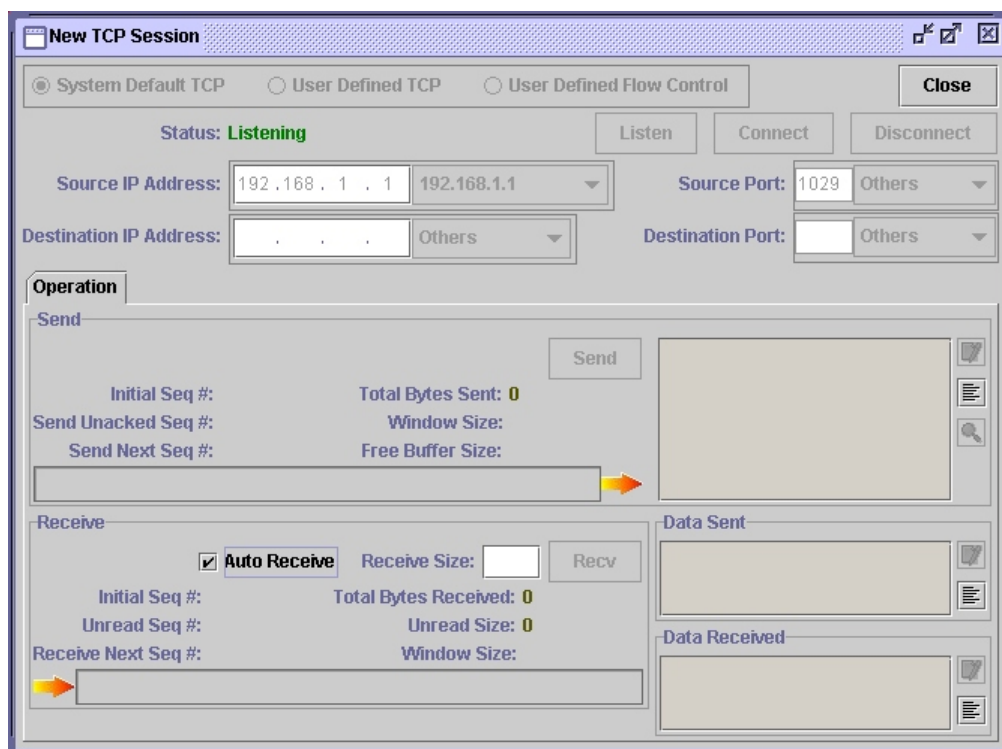 New TCP Session
System Default TCP User Defined TCP User Defined Flow Control Close
Status: Listening Listen Connect Disconnect
Source IP Address: 192.168. 1 . 1 192.168.1.1 Source Port: 1029 Others
Destination IP Address: . . . Others Destination Port: Others
Operation
Send
Send
Initial Seq #: Total Bytes Sent: 0
Send Unacked Seq #: Window Size:
Send Next Seq #: Free Buffer Size:
Receive Data Sent
Auto Receive Receive Size: Recv
Initial Seq #: Total Bytes Received: 0
Unread Seq #: Unread Size: 0
Data Received
Receive Next Seq #: Window Size: